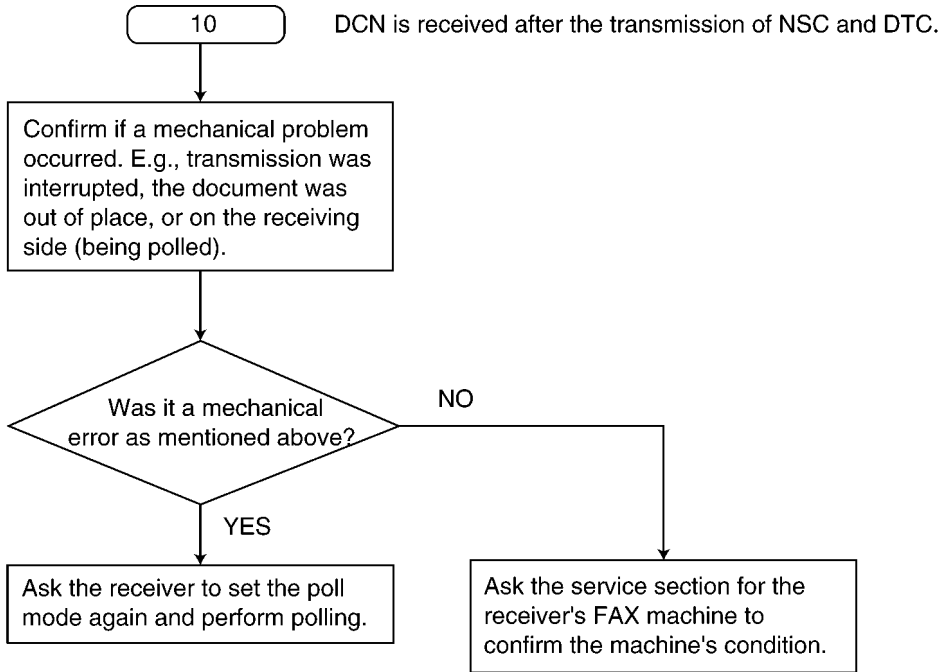 10
DCN is received after the transmission of NSC and DTC.
Confirm if a mechanical problem
occurred. E.g., transmission was
interrupted, the document was
out of place, or on the receiving
side (being polled).
Was it a mechanical
error as mentioned above?
NO
YES
Ask the receiver to set the poll
mode again and perform polling.
Ask the service section for the
receiver's FAX machine to
confirm the machine's condition.